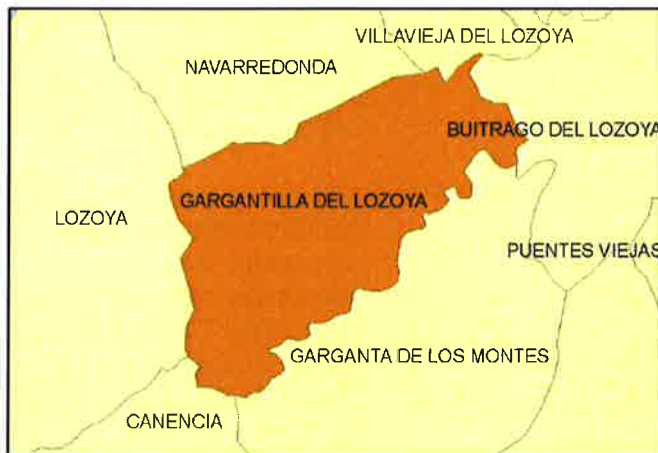 VILLAVIEJA DEL LOZOYA
NAVARREDONDA
BUITRAGO DEL LOZOYA
GARGANTILLA DEL LOZOYA
LOZOYA
PUENTES VIEJAS
GARGANTA DE LOS MONTES
CANENCIA